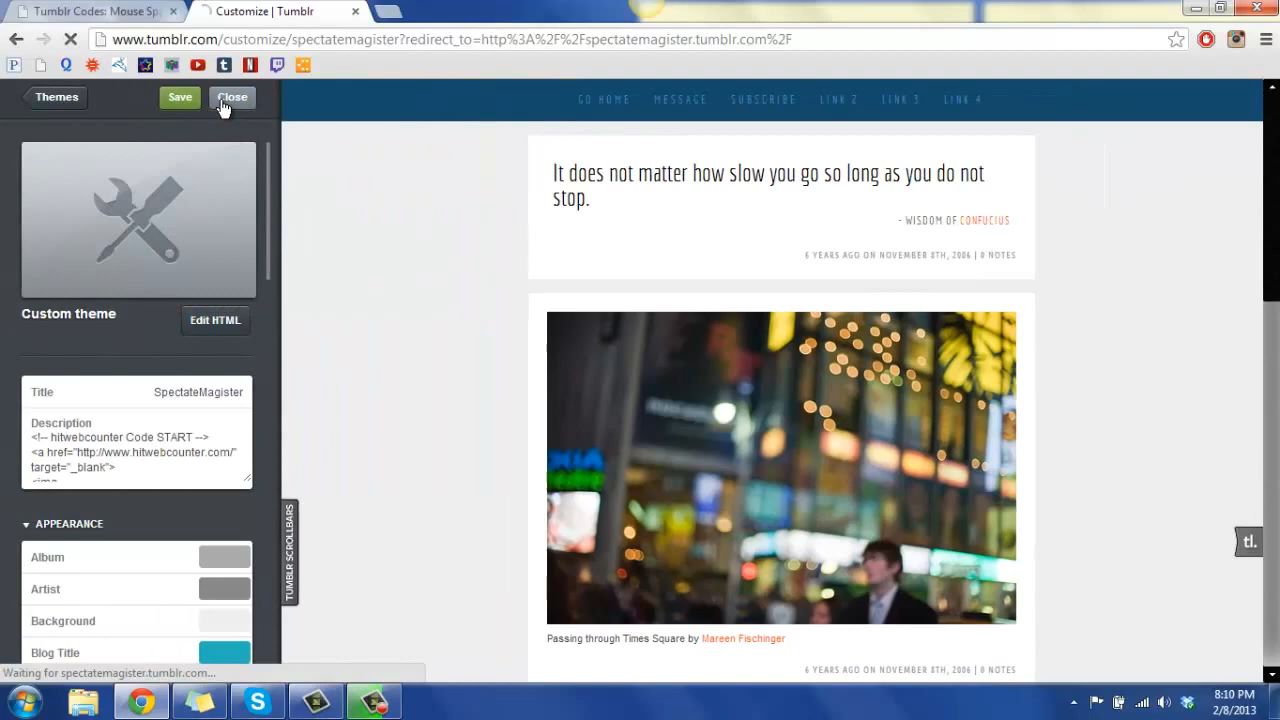 Tumblr Codes: Mouse Sp
Customize | Tumblr
www.tumblr.com/customize/spectatemagister?redirect_to=http%3A%2F%2Fspectatemagister.tumblr.com%2F
Themes
Save
Close
GO HOME MESSAGE SUBSCRIBE LINK 2 LINK 3 LINK 4
It does not matter how slow you go so long as you do not
stop.
- WISDOM OF CONFUCIUS
6 YEARS AGO ON NOVEMBER 8TH, 2006 | 0 NOTES
Custom theme
Edit HTML
Title
SpectateMagister
Description
<!-- hitwebcounter Code START -->
<a href="http://www.hitwebcounter.com/"
target="_blank">
APPEARANCE
Album
Artist
Background
Blog Title
TUMBLR SCROLLBARS
tl.
Passing through Times Square by Mareen Fischinger
6 YEARS AGO ON NOVEMBER 8TH, 2006 | 0 NOTES
Waiting for spectatemagister.tumblr.com...
8:10 PM
2/8/2013